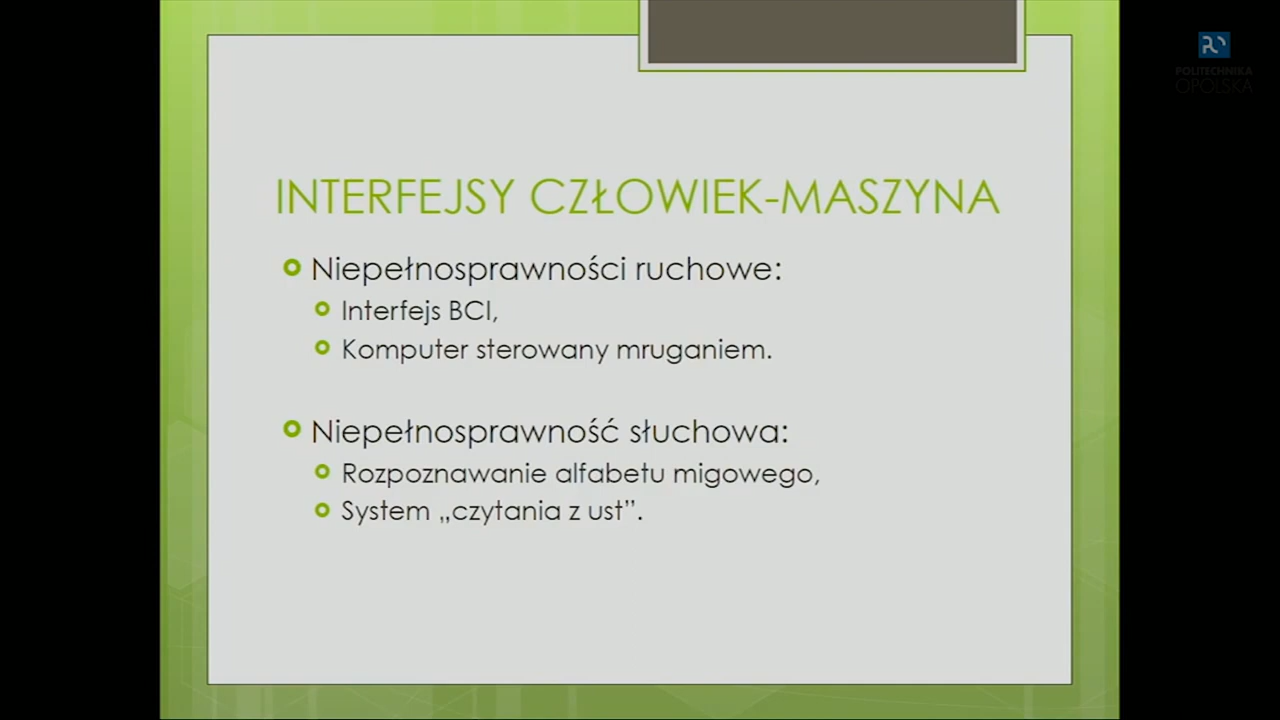 POLITECHNIKA
OPOLSKA
INTERFEJSY CZŁOWIEK-MASZYNA
Niepełnosprawności ruchowe:
Interfejs BCI,
Komputer sterowany mruganiem.
Niepełnosprawność słuchowa:
Rozpoznawanie alfabetu migowego,
System „czytania z ust”.